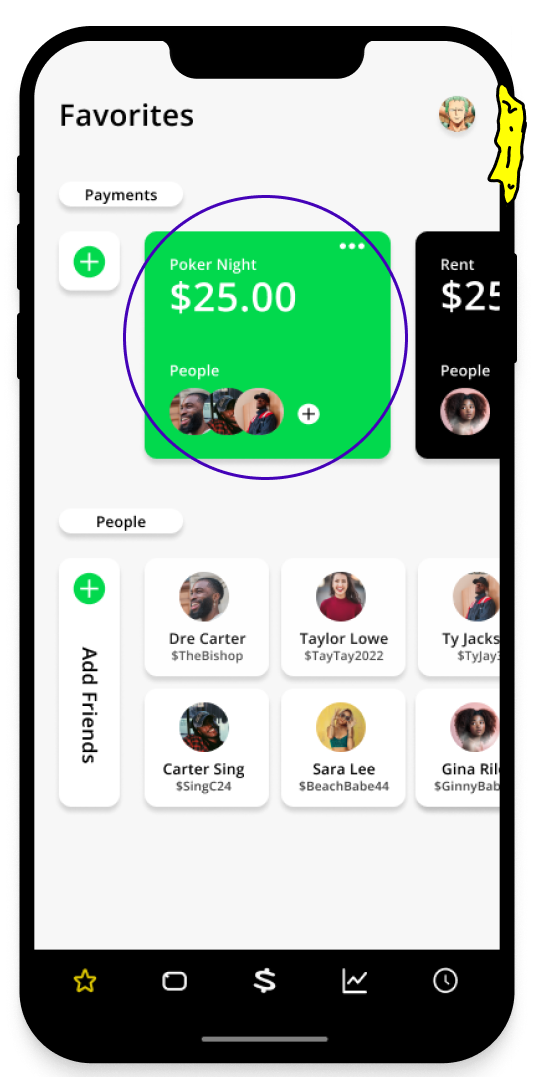 Favorites
Payments
Poker Night
$25.00
People
Rent
$25
People
People
Add Friends
Dre Carter
$TheBishop
Taylor Lowe
$TayTay2022
Ty Jacks
$TyJay3
Carter Sing
$SingC24
Sara Lee
$BeachBabe44
Gina Ril
$GinnyBab